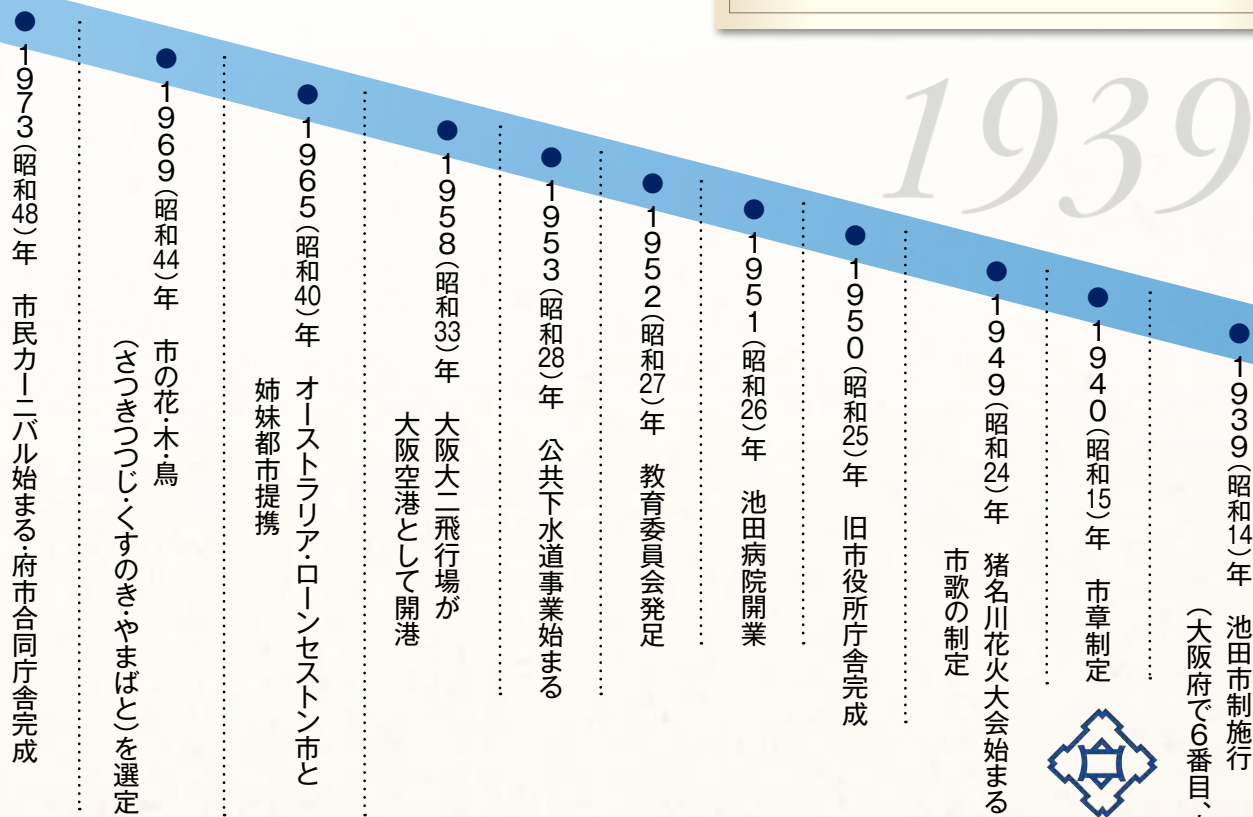 1939
1939(昭和14)年　池田市制施行
(大阪府で6番目、
1940(昭和15)年　市章制定
1949(昭和24)年　猪名川花火大会始まる
市歌の制定
1950(昭和25)年　旧市役所庁舎完成
1951(昭和26)年　池田病院開業
1952(昭和27)年　教育委員会発足
1953(昭和28)年　公共下水道事業始まる
1958(昭和33)年　大阪大二飛行場が
大阪空港として開港
1965(昭和40)年　オーストラリア・ローンセストン市と
姉妹都市提携
1969(昭和44)年　市の花・木・鳥
(さつきつつじ・くすのき・やまばと)を選定
1973(昭和48)年　市民カーニバル始まる・府市合同庁舎完成